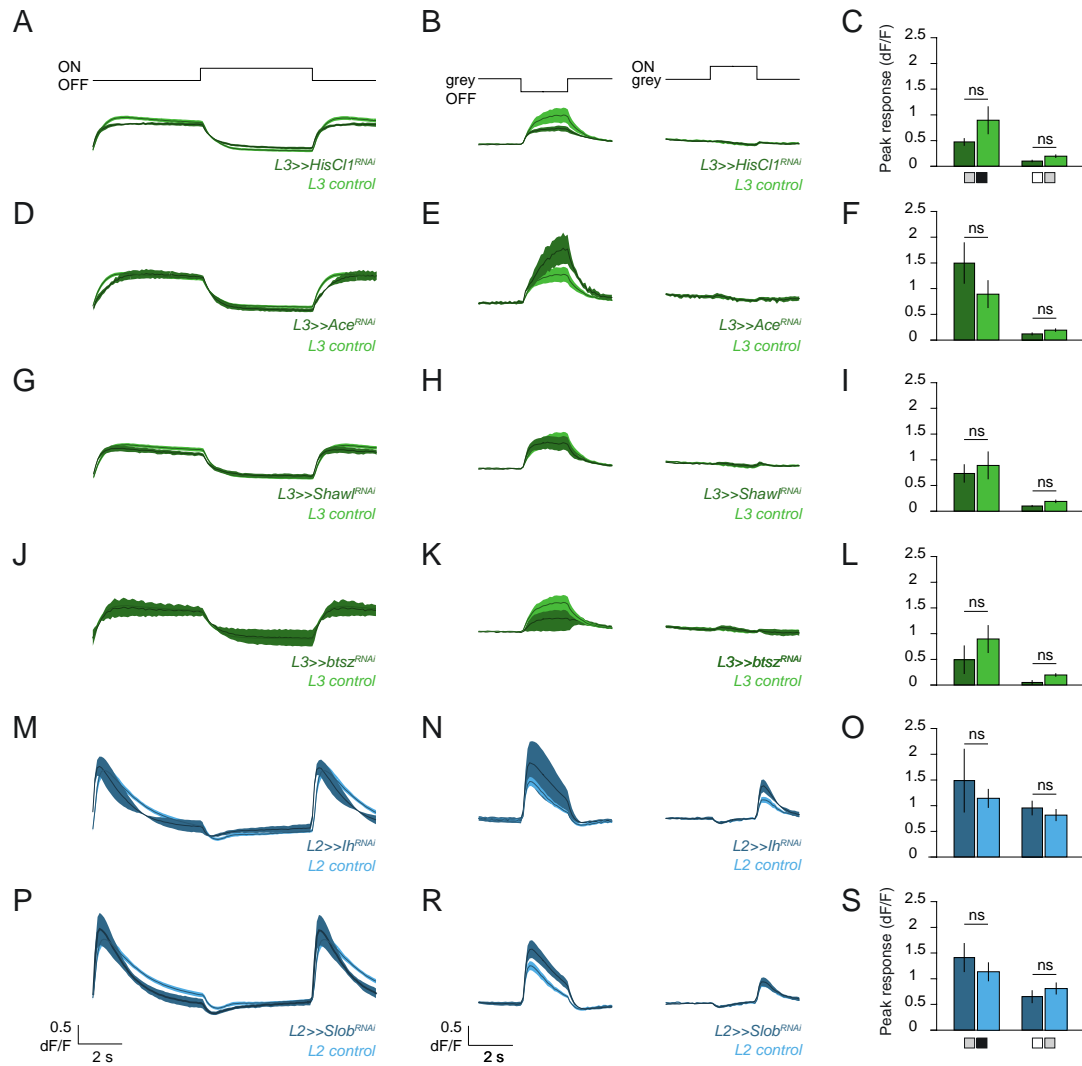 A
B
C
ON
OFF
grey
OFF
ON
grey
L3>>HisCl1RNAi
L3 control
L3>>HisCl1RNAi
L3 control
Peak response (dF/F)
2.5
2
1.5
1
0.5
0
ns
ns
D
E
F
L3>>AceRNAi
L3 control
L3>>AceRNAi
L3 control
2.5
2
1.5
1
0.5
0
ns
ns
G
H
I
L3>>ShawlRNAi
L3 control
L3>>ShawlRNAi
L3 control
2.5
2
1.5
1
0.5
0
ns
ns
J
K
L
L3>>btszRNAi
L3 control
L3>>btszRNAi
L3 control
2.5
2
1.5
1
0.5
0
ns
ns
M
N
O
L2>>IhRNAi
L2 control
L2>>IhRNAi
L2 control
2.5
2
1.5
1
0.5
0
ns
ns
P
R
S
0.5
dF/F
2 s
L2>>SlobRNAi
L2 control
0.5
dF/F
2 s
L2>>SlobRNAi
L2 control
Peak response (dF/F)
2.5
2
1.5
1
0.5
0
ns
ns